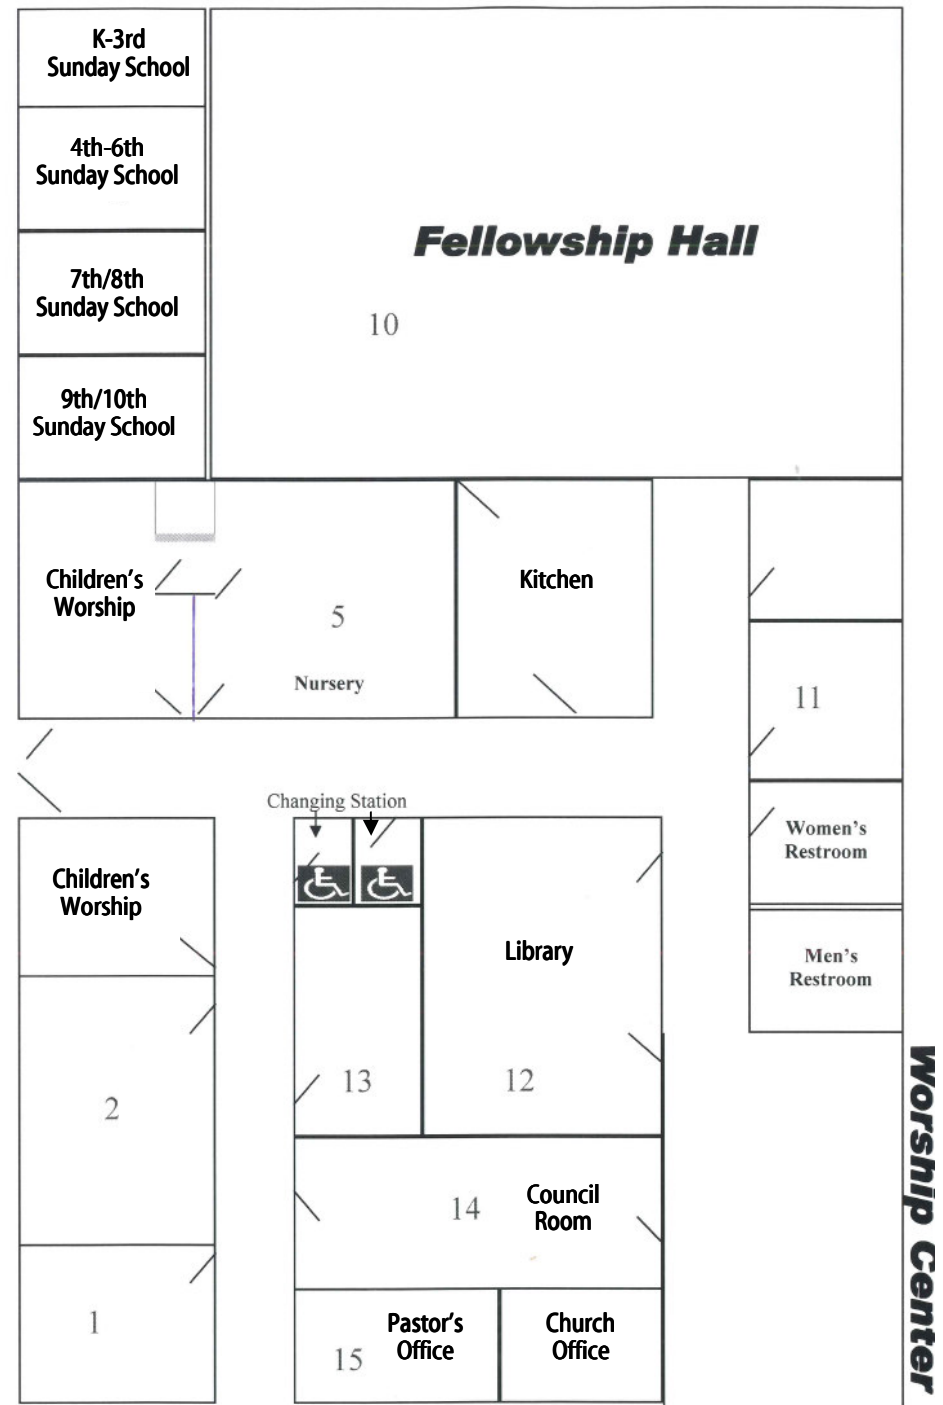 K-3rd
Sunday School
4th-6th
Sunday School
Fellowship Hall
7th/8th
Sunday School
10
9th/10th
Sunday School
Children's
Worship
5
Nursery
Kitchen
11
Changing Station
Women's
Restroom
Children's
Worship
Library
Men's
Restroom
13
12
2
14
Council
Room
Worship Center
1
15
Pastor's
Office
Church
Office